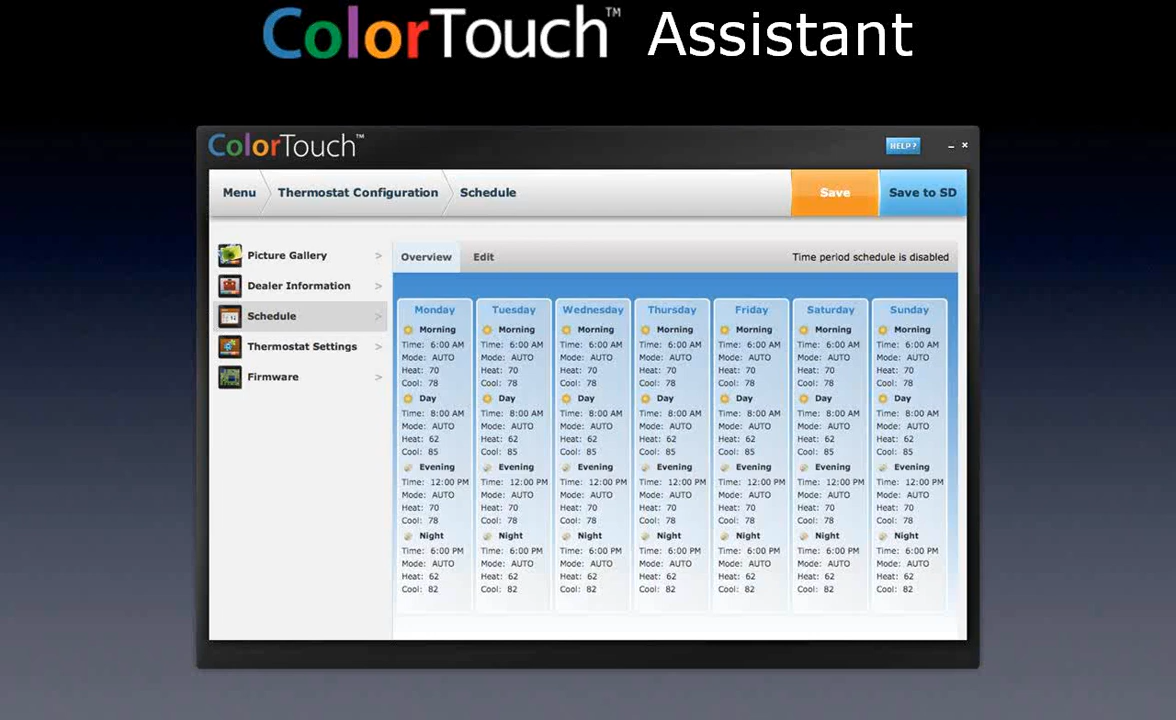 ColorTouch™ Assistant
ColorTouch™
HELP?
Menu Thermostat Configuration Schedule Save Save to SD
Picture Gallery >
Dealer Information >
Schedule >
Thermostat Settings >
Firmware >
Overview Edit Time period schedule is disabled
Monday Tuesday Wednesday Thursday Friday Saturday Sunday
Morning Morning Morning Morning Morning Morning Morning
Time: 6:00 AM Time: 6:00 AM Time: 6:00 AM Time: 6:00 AM Time: 6:00 AM Time: 6:00 AM Time: 6:00 AM
Mode: AUTO Mode: AUTO Mode: AUTO Mode: AUTO Mode: AUTO Mode: AUTO Mode: AUTO
Heat: 70 Heat: 70 Heat: 70 Heat: 70 Heat: 70 Heat: 70 Heat: 70
Cool: 78 Cool: 78 Cool: 78 Cool: 78 Cool: 78 Cool: 78 Cool: 78
Day Day Day Day Day Day Day
Time: 8:00 AM Time: 8:00 AM Time: 8:00 AM Time: 8:00 AM Time: 8:00 AM Time: 8:00 AM Time: 8:00 AM
Mode: AUTO Mode: AUTO Mode: AUTO Mode: AUTO Mode: AUTO Mode: AUTO Mode: AUTO
Heat: 62 Heat: 62 Heat: 62 Heat: 62 Heat: 62 Heat: 62 Heat: 62
Cool: 85 Cool: 85 Cool: 85 Cool: 85 Cool: 85 Cool: 85 Cool: 85
Evening Evening Evening Evening Evening Evening Evening
Time: 12:00 PM Time: 12:00 PM Time: 12:00 PM Time: 12:00 PM Time: 12:00 PM Time: 12:00 PM Time: 12:00 PM
Mode: AUTO Mode: AUTO Mode: AUTO Mode: AUTO Mode: AUTO Mode: AUTO Mode: AUTO
Heat: 70 Heat: 70 Heat: 70 Heat: 70 Heat: 70 Heat: 70 Heat: 70
Cool: 78 Cool: 78 Cool: 78 Cool: 78 Cool: 78 Cool: 78 Cool: 78
Night Night Night Night Night Night Night
Time: 6:00 PM Time: 6:00 PM Time: 6:00 PM Time: 6:00 PM Time: 6:00 PM Time: 6:00 PM Time: 6:00 PM
Mode: AUTO Mode: AUTO Mode: AUTO Mode: AUTO Mode: AUTO Mode: AUTO Mode: AUTO
Heat: 62 Heat: 62 Heat: 62 Heat: 62 Heat: 62 Heat: 62 Heat: 62
Cool: 82 Cool: 82 Cool: 82 Cool: 82 Cool: 82 Cool: 82 Cool: 82